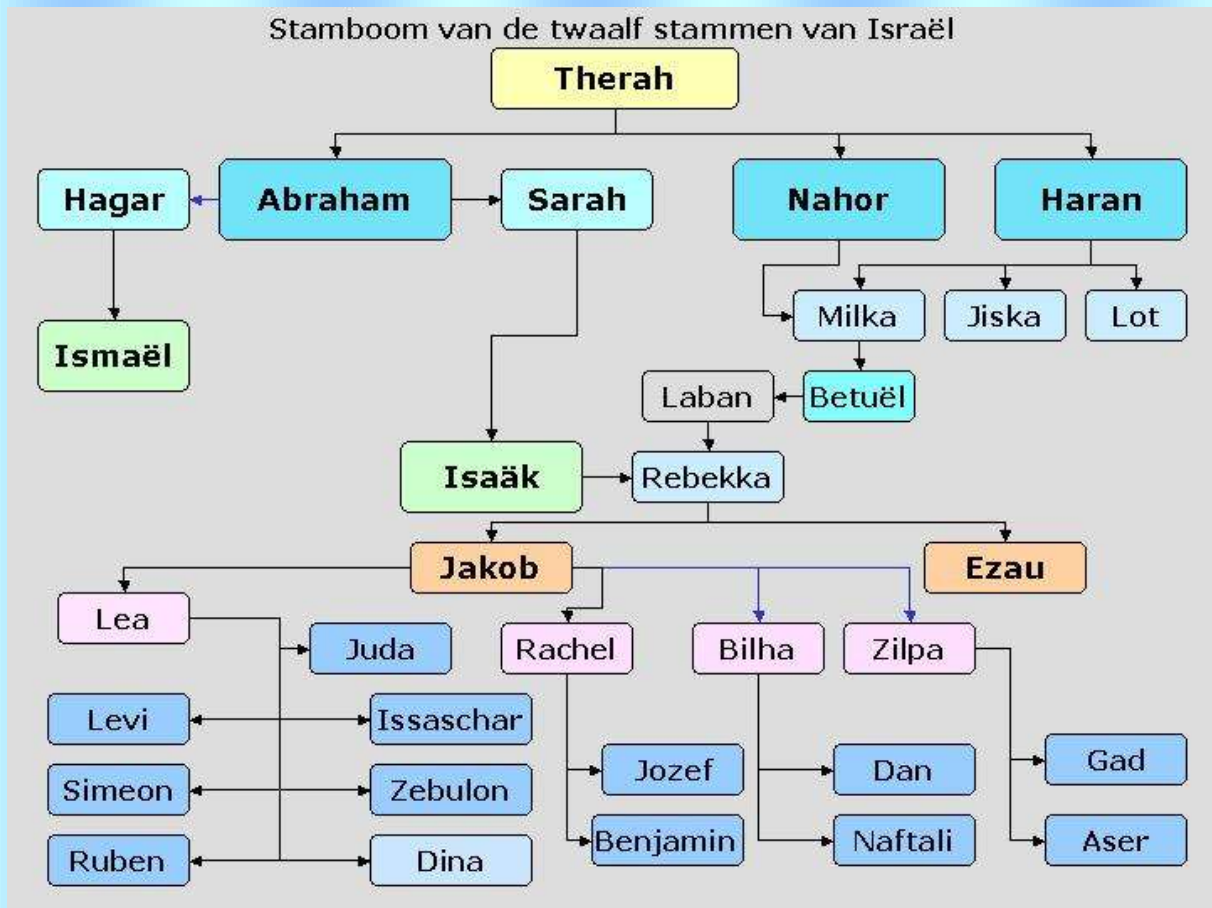 Stamboom van de twaalf stammen van Israël
Therah
Hagar
Abraham
Sarah
Nahor
Haran
Milka
Jiska
Lot
Ismaël
Laban
Betuël
Isaäk
Rebekka
Jakob
Ezau
Lea
Juda
Rachel
Bilha
Zilpa
Levi
Issaschar
Jozef
Dan
Gad
Simeon
Zebulon
Ruben
Dina
Benjamin
Naftali
Aser